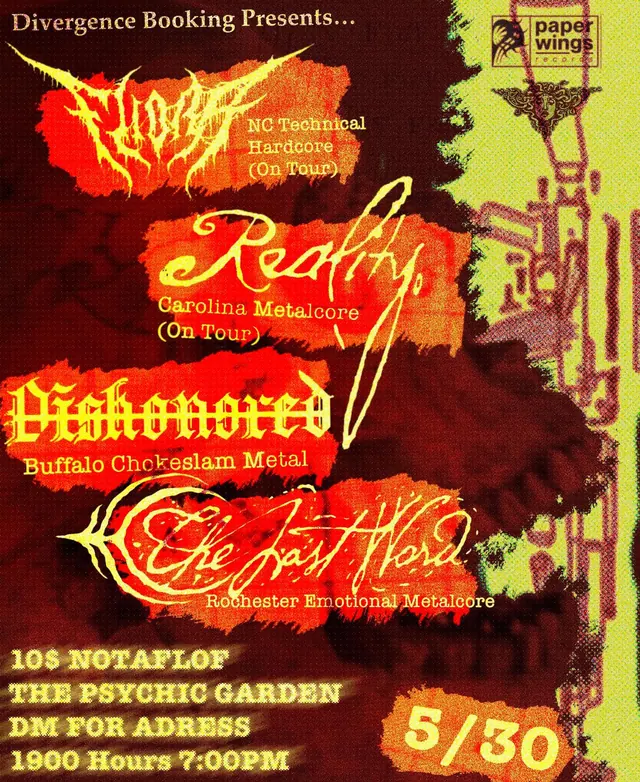 Divergence Booking Presents...
paper
wings
records
NC Technical
Hardcore
(On Tour)
Reality,
Carolina Metalcore
(On Tour)
Dishonored
Buffalo Chokeslam Metal
The Last Word
Rochester Emotional Metalcore
10$ NOTAFLOF
THE PSYCHIC GARDEN
DM FOR ADRESS
1900 Hours 7:00PM
5/30